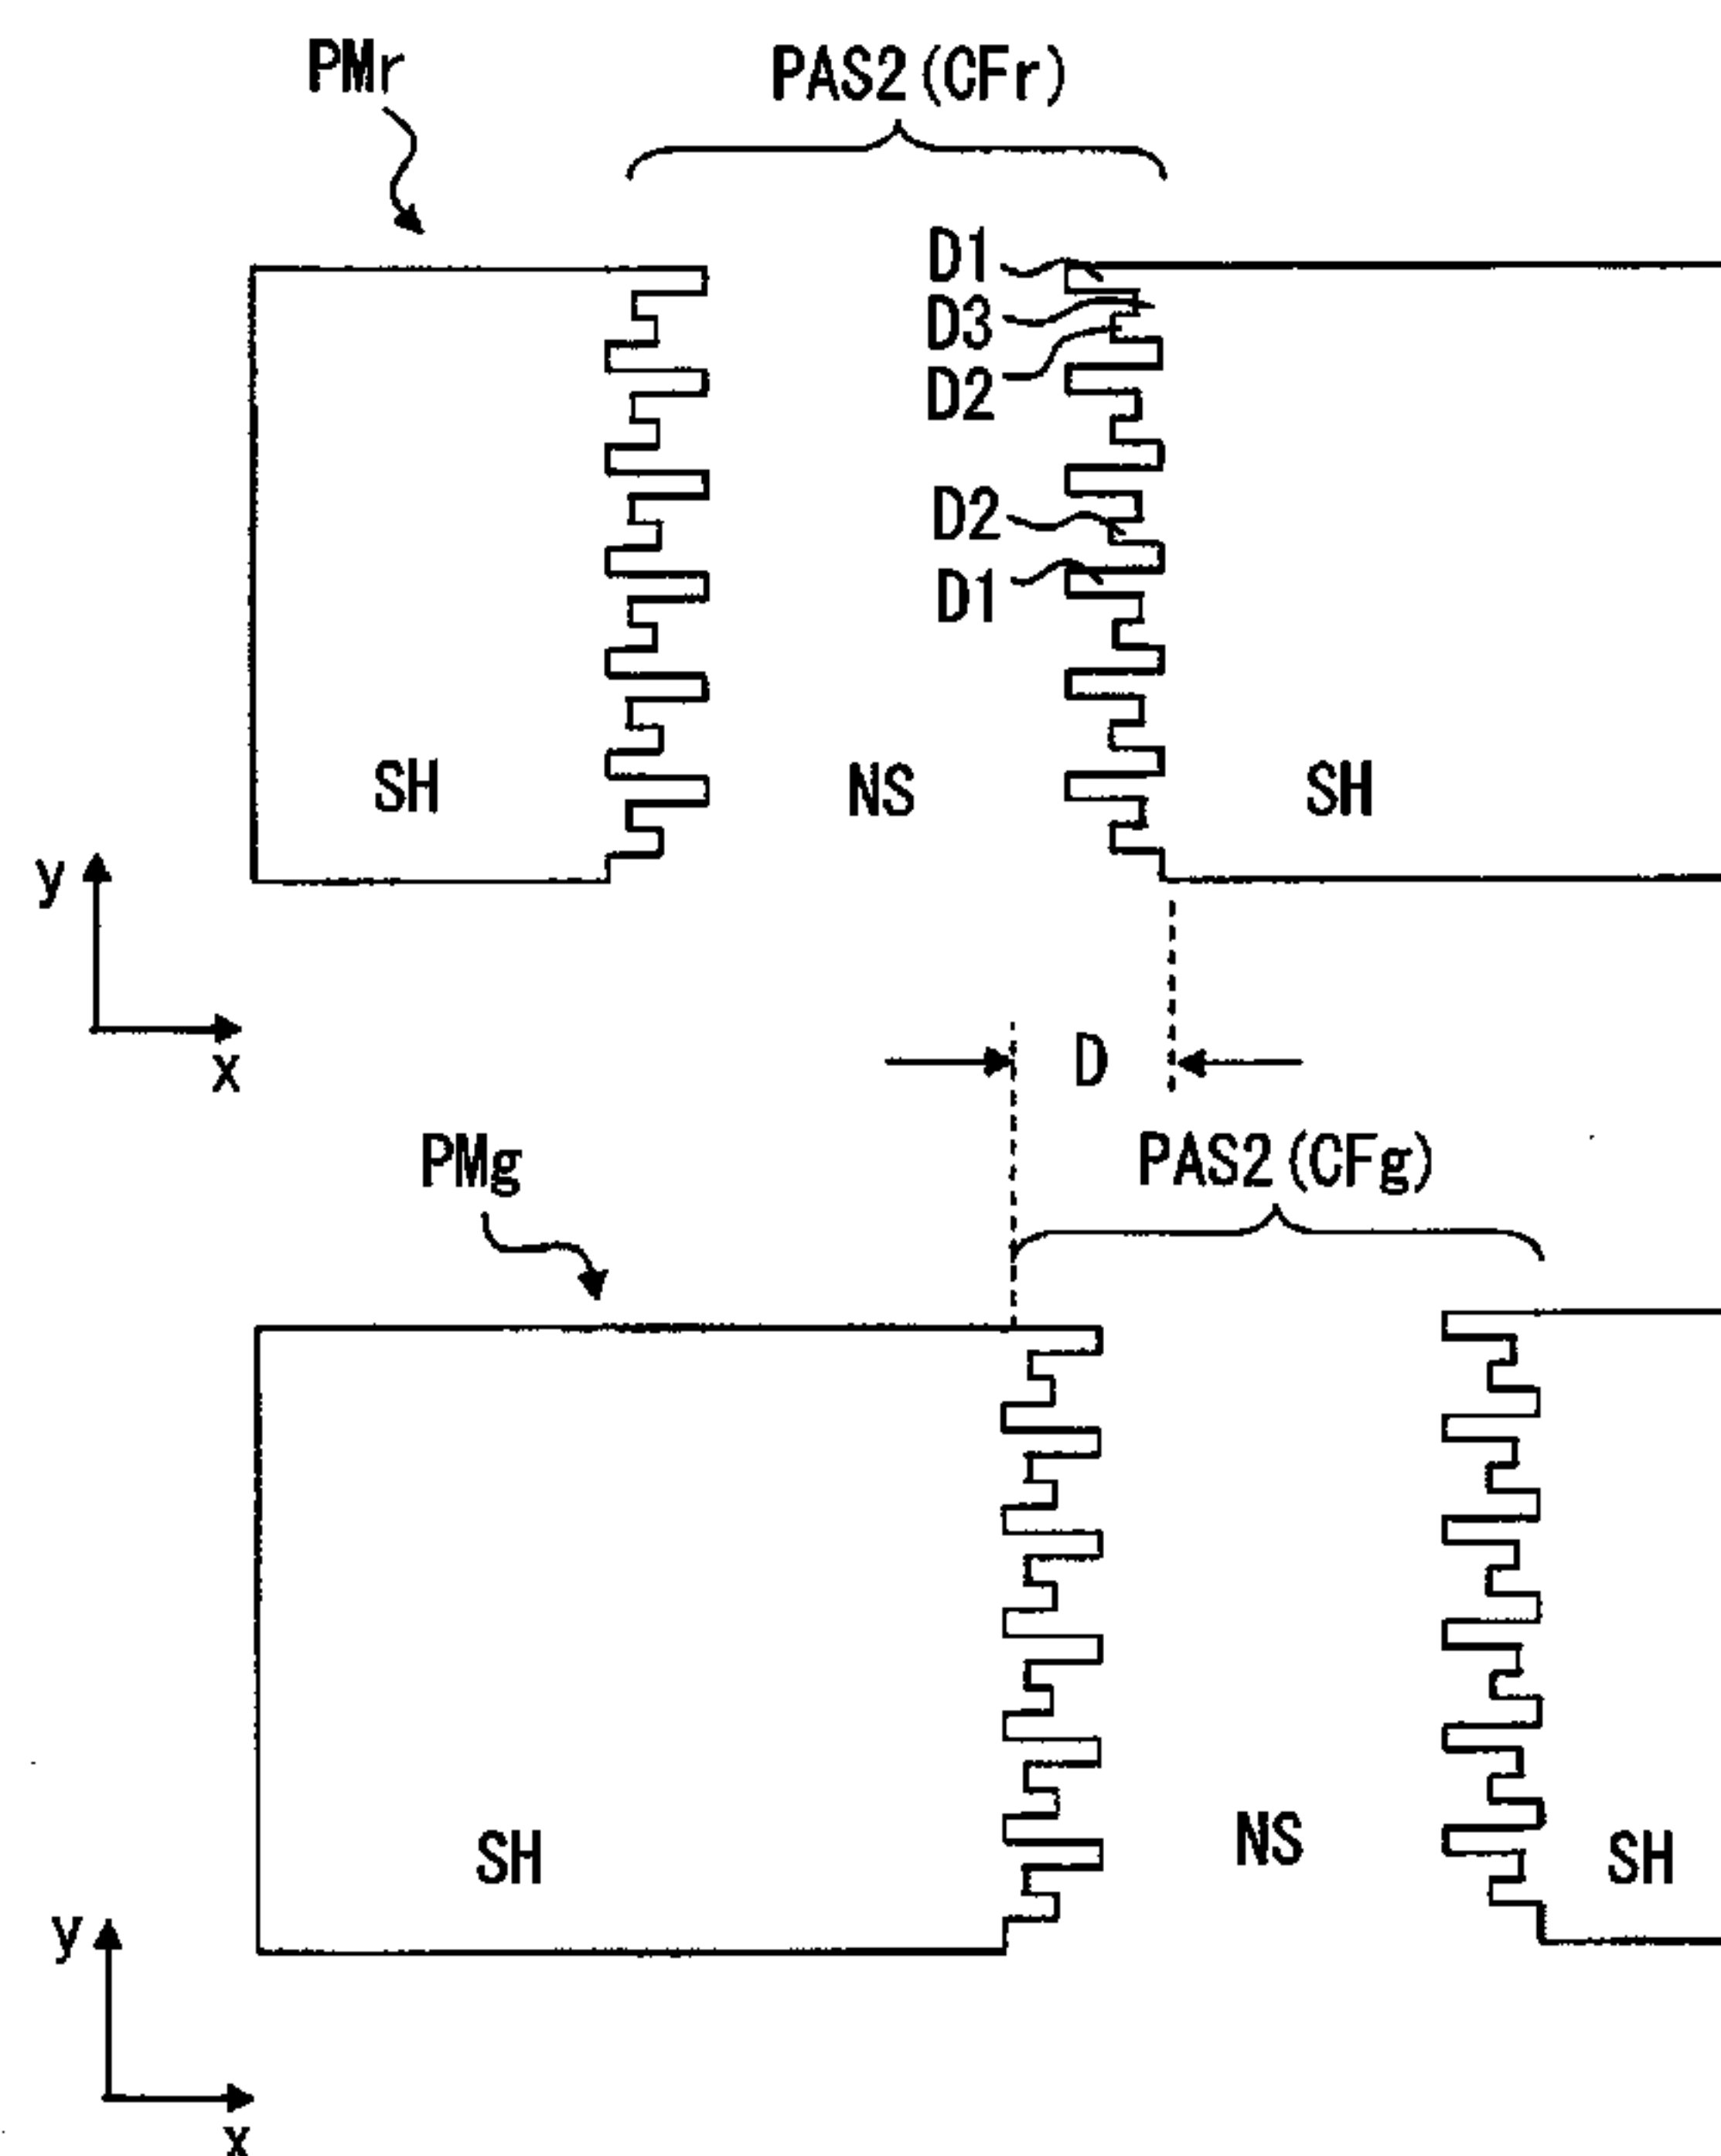 PMr
PAS2(CFr)
D1
D3
D2
D2
D1
SH
NS
SH
y
x
D
PMg
PAS2(CFg)
SH
NS
SH
y
x